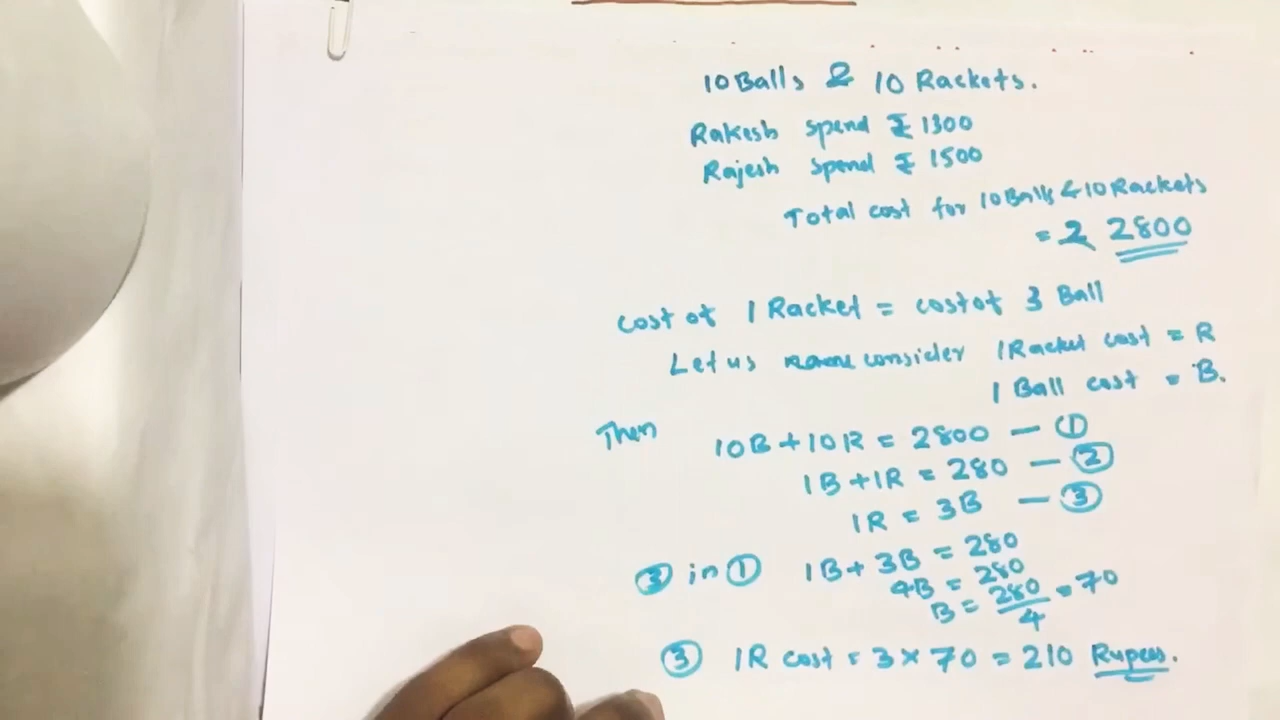 10 Balls & 10 Rackets.
Rakesh spend ₹ 1300
Rajesh spend ₹ 1500
Total cost for 10 Balls & 10 Rackets
= ₹ 2800
Cost of 1 Racket = cost of 3 Ball
Let us consider 1 Racket cost = R
1 Ball cost = B.
Then 10B + 10R = 2800 — ①
1B + 1R = 280 — ②
1R = 3B — ③
③ in ① 1B + 3B = 280
4B = 280
B = 280/4 = 70
③ 1R cost = 3 × 70 = 210 Rupees.